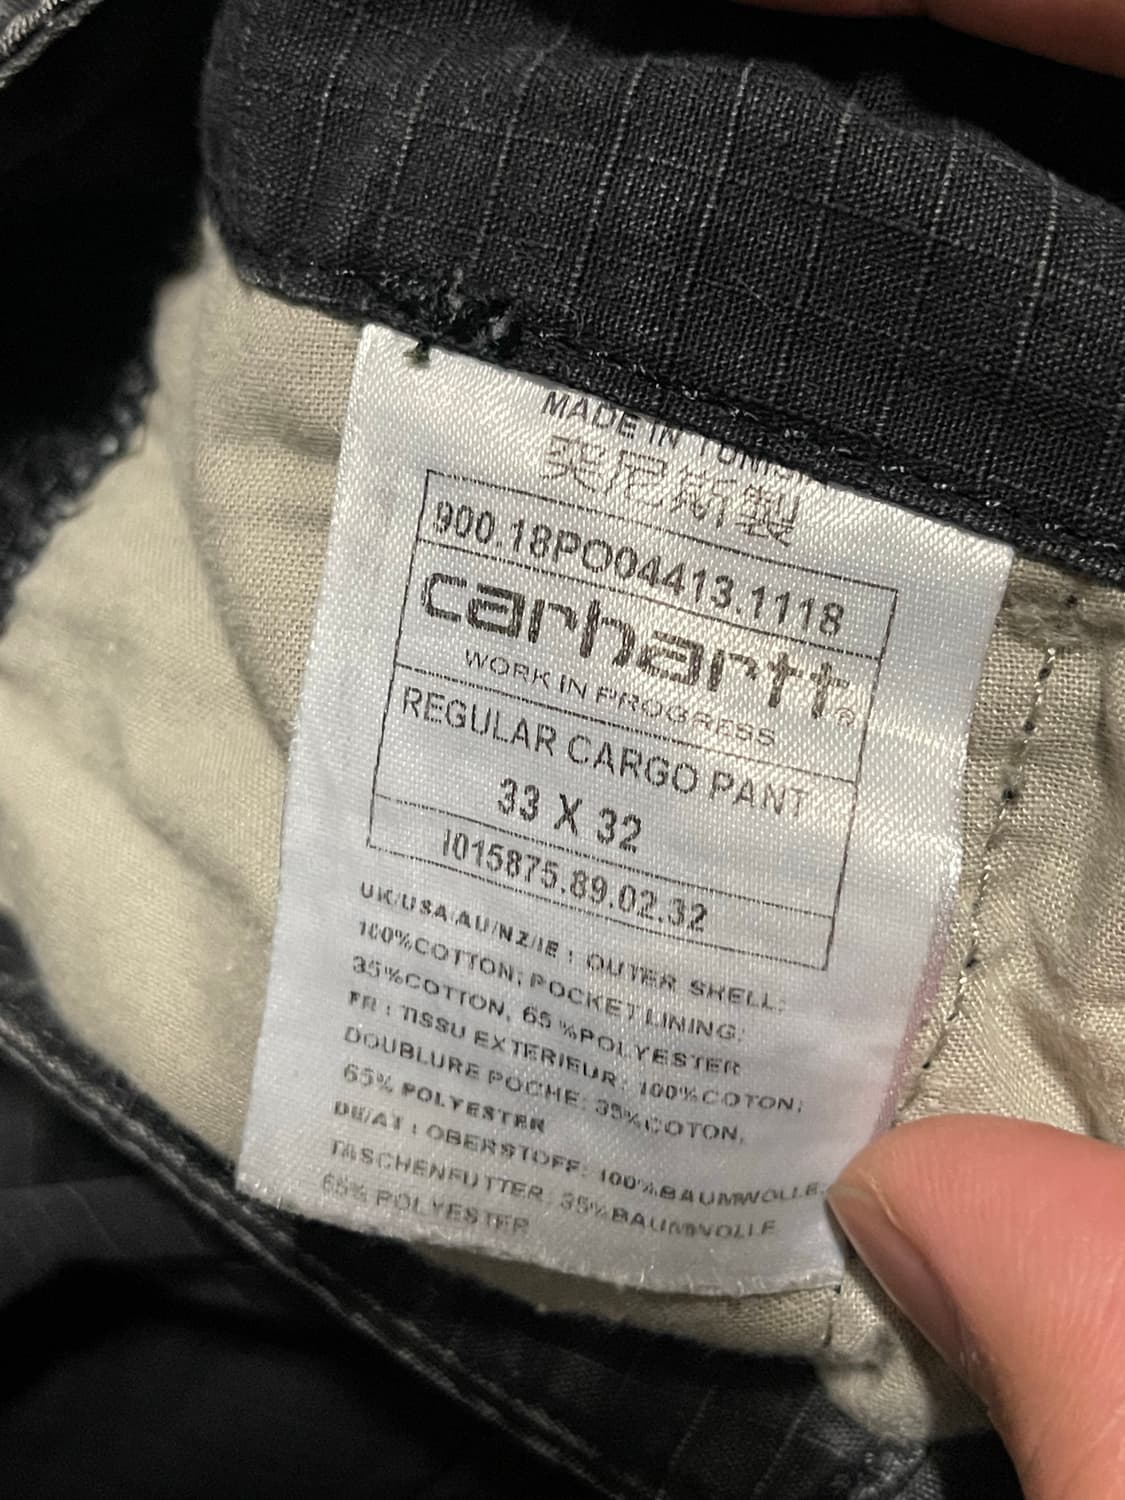 MADE IN TUNISIA
突尼斯製
900.18PO04413.1118
carhartt®
WORK IN PROGRESS
REGULAR CARGO PANT
33 X 32
I015875.89.02.32
UK/USA/AU/NZ/IE : OUTER SHELL:
100%COTTON; POCKET LINING:
35%COTTON, 65 %POLYESTER
FR : TISSU EXTERIEUR: 100%COTON;
DOUBLURE POCHE: 35%COTON,
65% POLYESTER
DE/AT : OBERSTOFF: 100%BAUMWOLLE;
TASCHENFUTTER: 35%BAUMWOLLE
65% POLYESTER